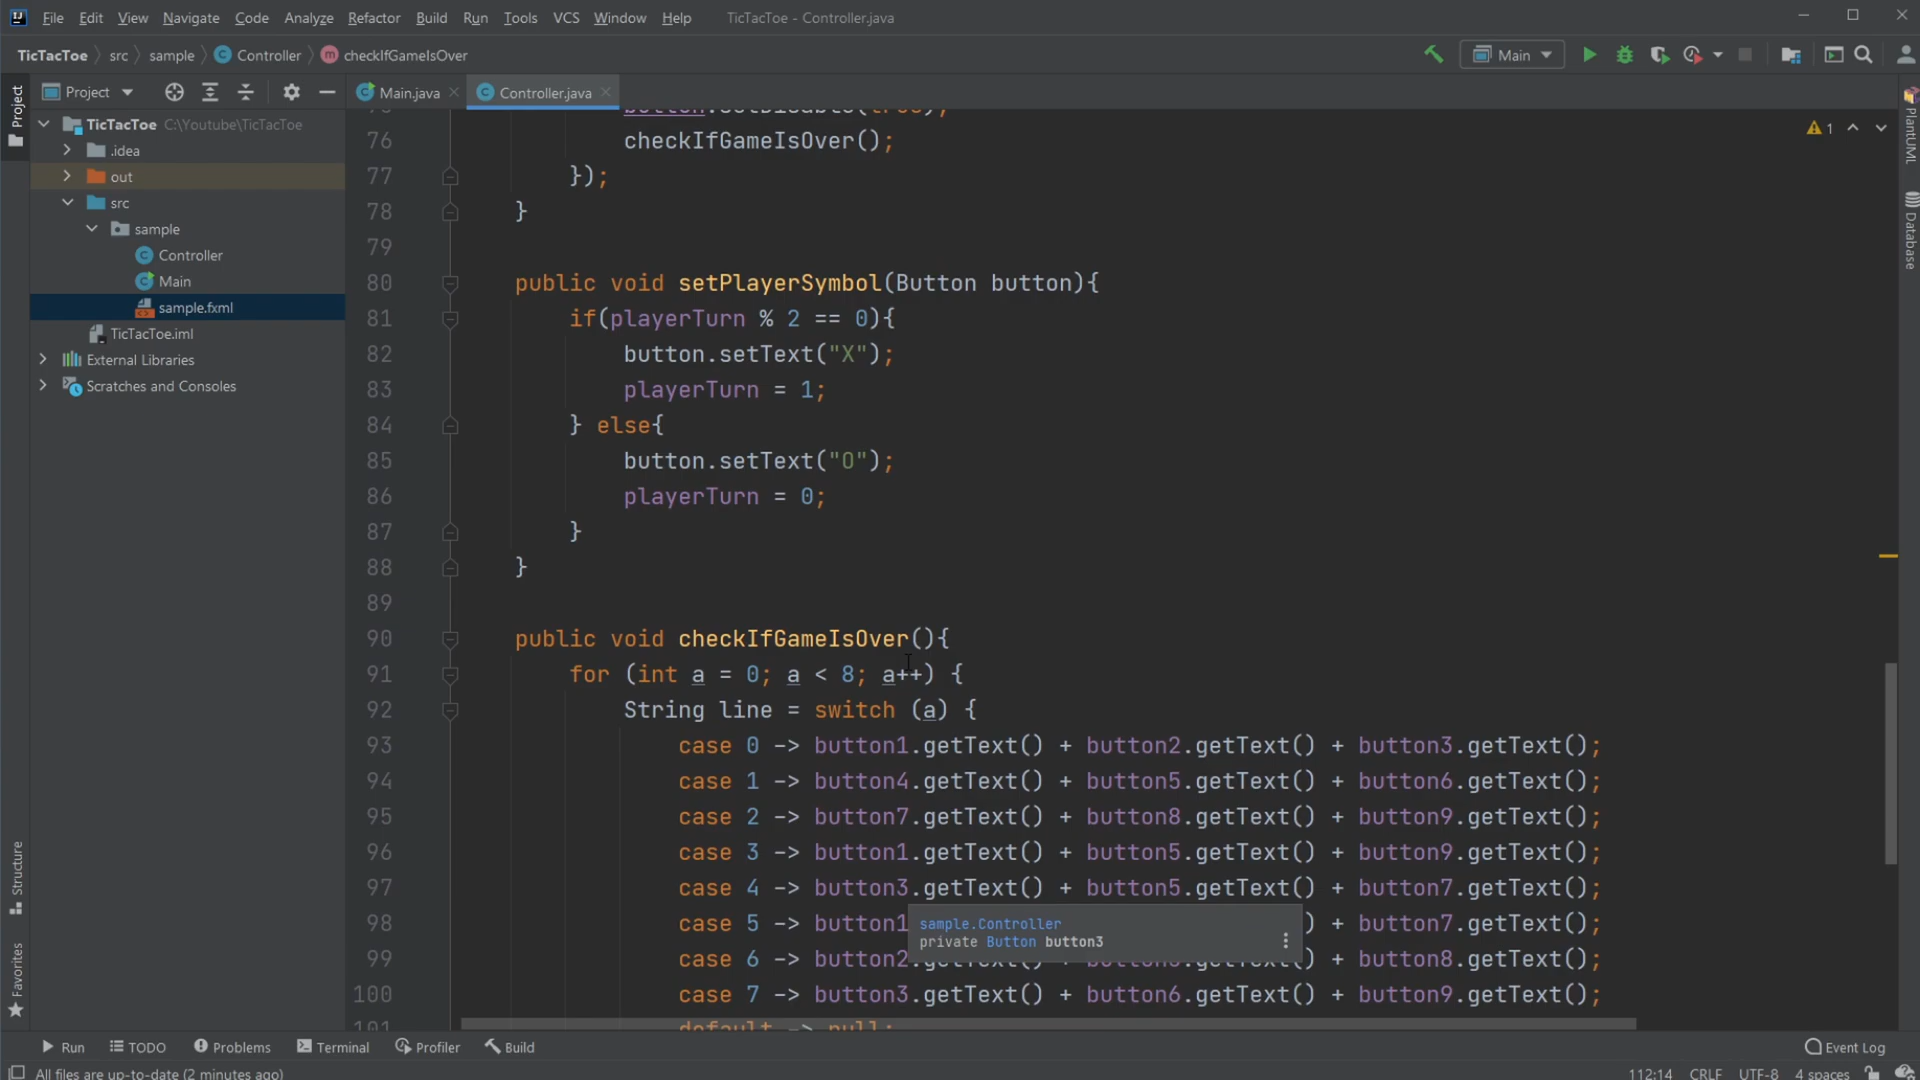 File Edit View Navigate Code Analyze Refactor Build Run Tools VCS Window Help TicTacToe - Controller.java
TicTacToe src sample Controller checkIfGameIsOver Main
Project Main.java Controller.java
Project
TicTacToe C:\Youtube\TicTacToe
.idea
out
src
sample
Controller
Main
sample.fxml
TicTacToe.iml
External Libraries
Scratches and Consoles
Structure
Favorites
1
PlantUML
Database
76 checkIfGameIsOver();
77 });
78 }
79
80 public void setPlayerSymbol(Button button){
81 if(playerTurn % 2 == 0){
82 button.setText("X");
83 playerTurn = 1;
84 } else{
85 button.setText("O");
86 playerTurn = 0;
87 }
88 }
89
90 public void checkIfGameIsOver(){
91 for (int a = 0; a < 8; a++) {
92 String line = switch (a) {
93 case 0 -> button1.getText() + button2.getText() + button3.getText();
94 case 1 -> button4.getText() + button5.getText() + button6.getText();
95 case 2 -> button7.getText() + button8.getText() + button9.getText();
96 case 3 -> button1.getText() + button5.getText() + button9.getText();
97 case 4 -> button3.getText() + button5.getText() + button7.getText();
98 case 5 -> button1 ) + button7.getText();
99 case 6 -> button2 ) + button8.getText();
100 case 7 -> button3.getText() + button6.getText() + button9.getText();
101 default -> null;
sample.Controller
private Button button3
Run TODO Problems Terminal Profiler Build Event Log
All files are up-to-date (2 minutes ago) 112:14 CRLF UTF-8 4 spaces